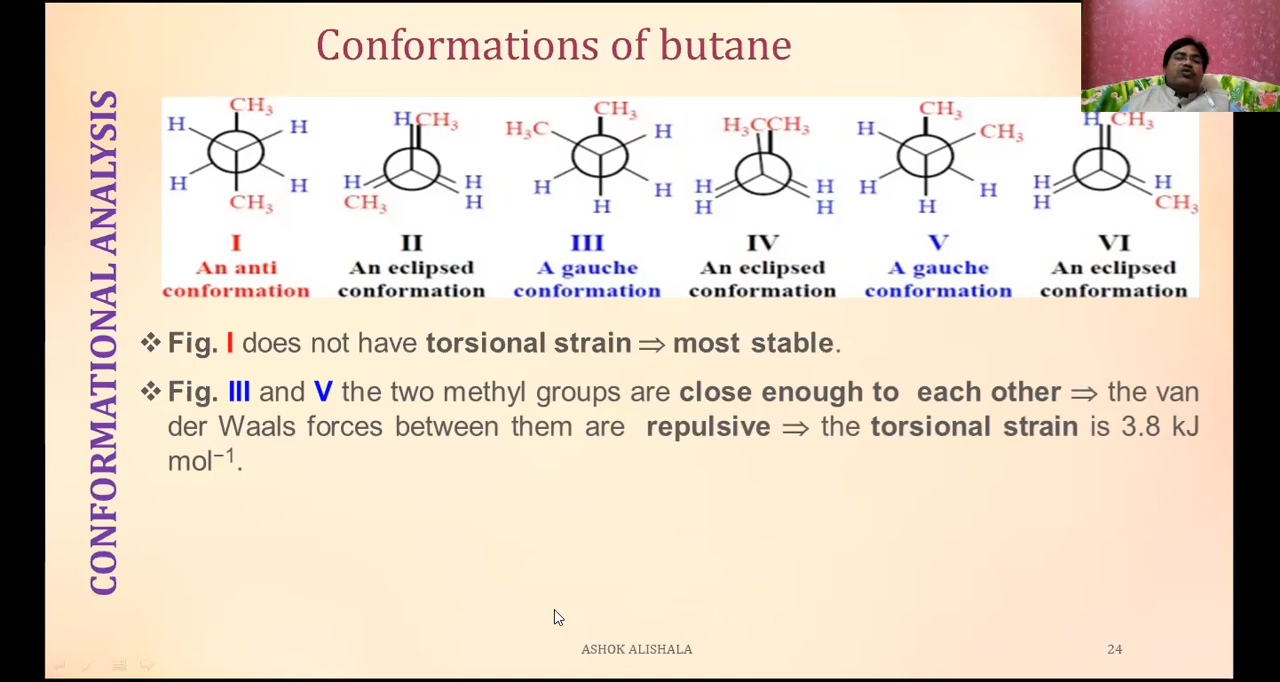 Conformations of butane
CONFORMATIONAL ANALYSIS
CH₃ H H H H CH₃
H CH₃ H H CH₃ H
CH₃ H₃C H H H H
H₃C CH₃ H H H H
CH₃ H CH₃ H H H
H CH₃ H H H CH₃
I II III IV V VI
An anti An eclipsed A gauche An eclipsed A gauche An eclipsed
conformation conformation conformation conformation conformation conformation
❖ Fig. I does not have torsional strain ⇒ most stable.
❖ Fig. III and V the two methyl groups are close enough to each other ⇒ the van
der Waals forces between them are repulsive ⇒ the torsional strain is 3.8 kJ
mol⁻¹.
ASHOK ALISHALA 24